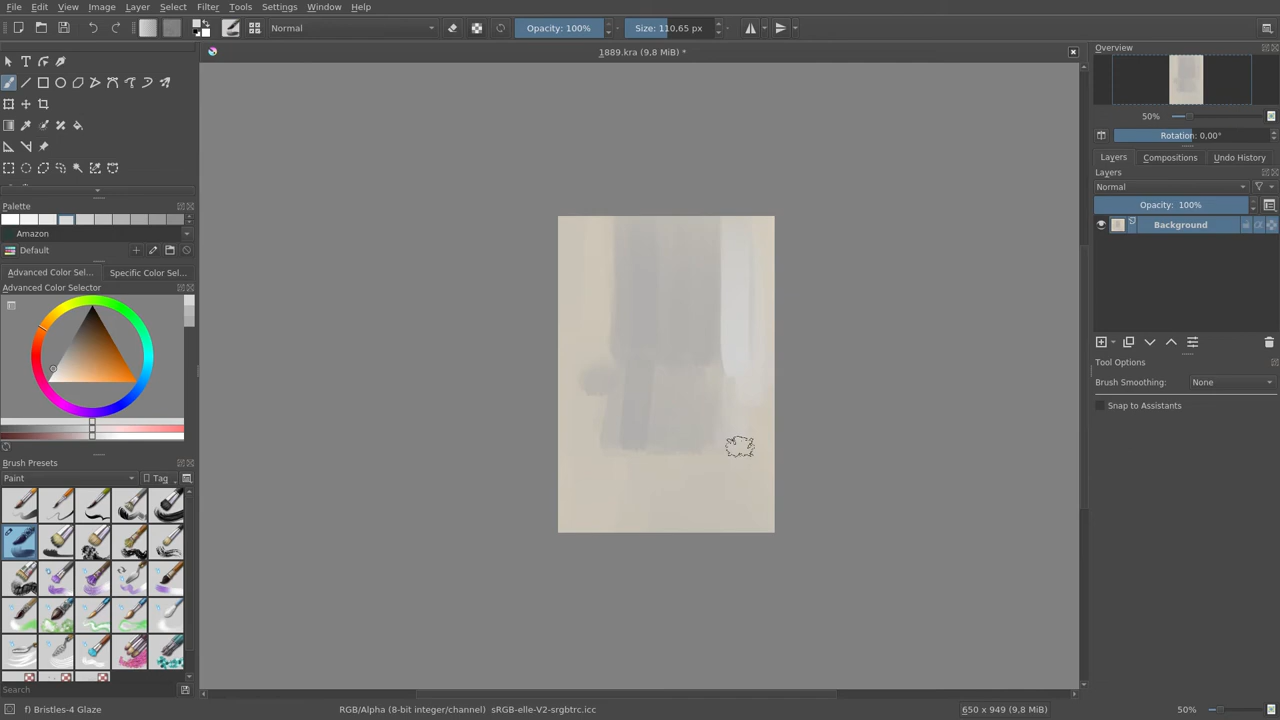 File Edit View Image Layer Select Filter Tools Settings Window Help
Normal Opacity: 100% Size: 110.65 px
1889.kra (9,8 MiB) *
Overview
50%
Rotation: 0,00°
Layers Compositions Undo History
Layers
Normal
Opacity: 100%
Background
Tool Options
Brush Smoothing: None
Snap to Assistants
Palette
Amazon
Default
Advanced Color Sel... Specific Color Sel...
Advanced Color Selector
Brush Presets
Paint Tag
Search
f) Bristles-4 Glaze RGB/Alpha (8-bit integer/channel) sRGB-elle-V2-srgbtrc.icc 650 x 949 (9,8 MiB) 50%